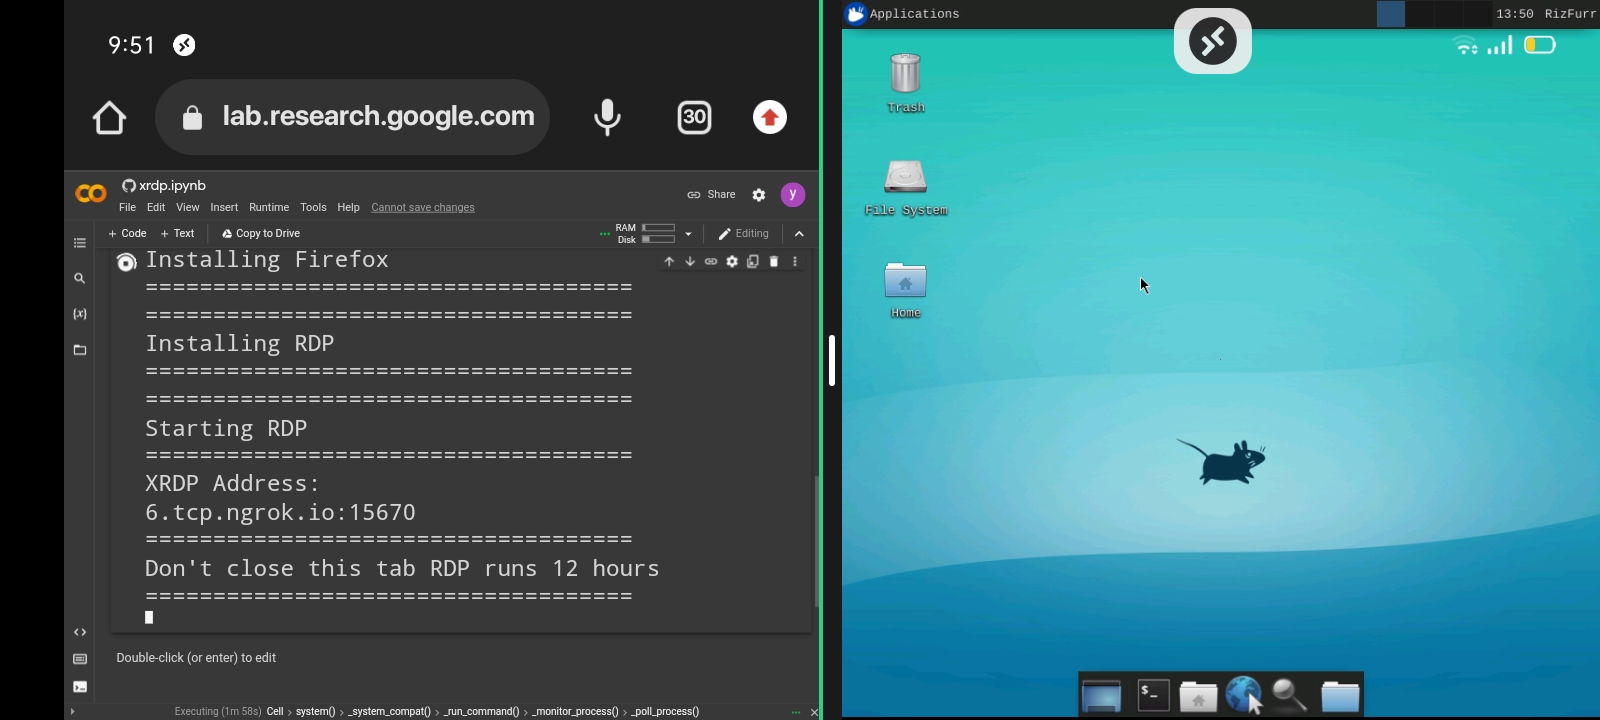 9:51
lab.research.google.com
30
xrdp.ipynb
Share
y
File Edit View Insert Runtime Tools Help Cannot save changes
+ Code + Text Copy to Drive
RAM
Disk
Editing
Installing Firefox
====================================
====================================
Installing RDP
====================================
====================================
Starting RDP
====================================
XRDP Address:
6.tcp.ngrok.io:15670
====================================
Don't close this tab RDP runs 12 hours
====================================
Double-click (or enter) to edit
Executing (1m 58s) Cell > system() > _system_compat() > _run_command() > _monitor_process() > _poll_process()
Applications
13:50 RizFurr
Trash
File System
Home
$_